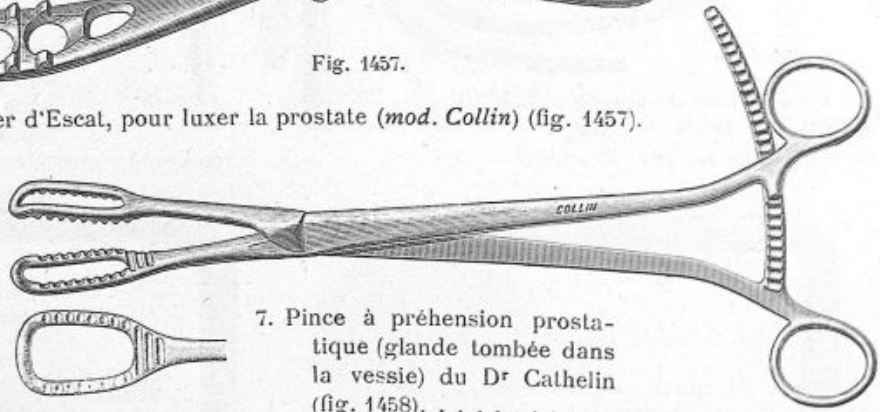 Fig. 1457.
er d'Escat, pour luxer la prostate (mod. Collin) (fig. 1457).
COLLIN
7. Pince à préhension prosta-
tique (glande tombée dans
la vessie) du Dr Cathelin
(fig. 1458).